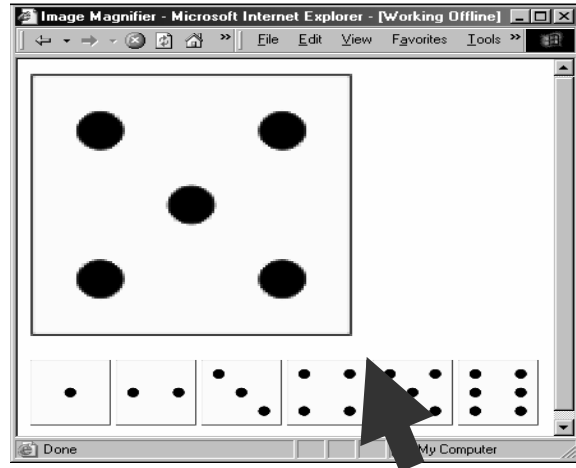 Image Magnifier - Microsoft Internet Explorer - [Working Offline]
» File Edit View Favorites Tools »
Done My Computer